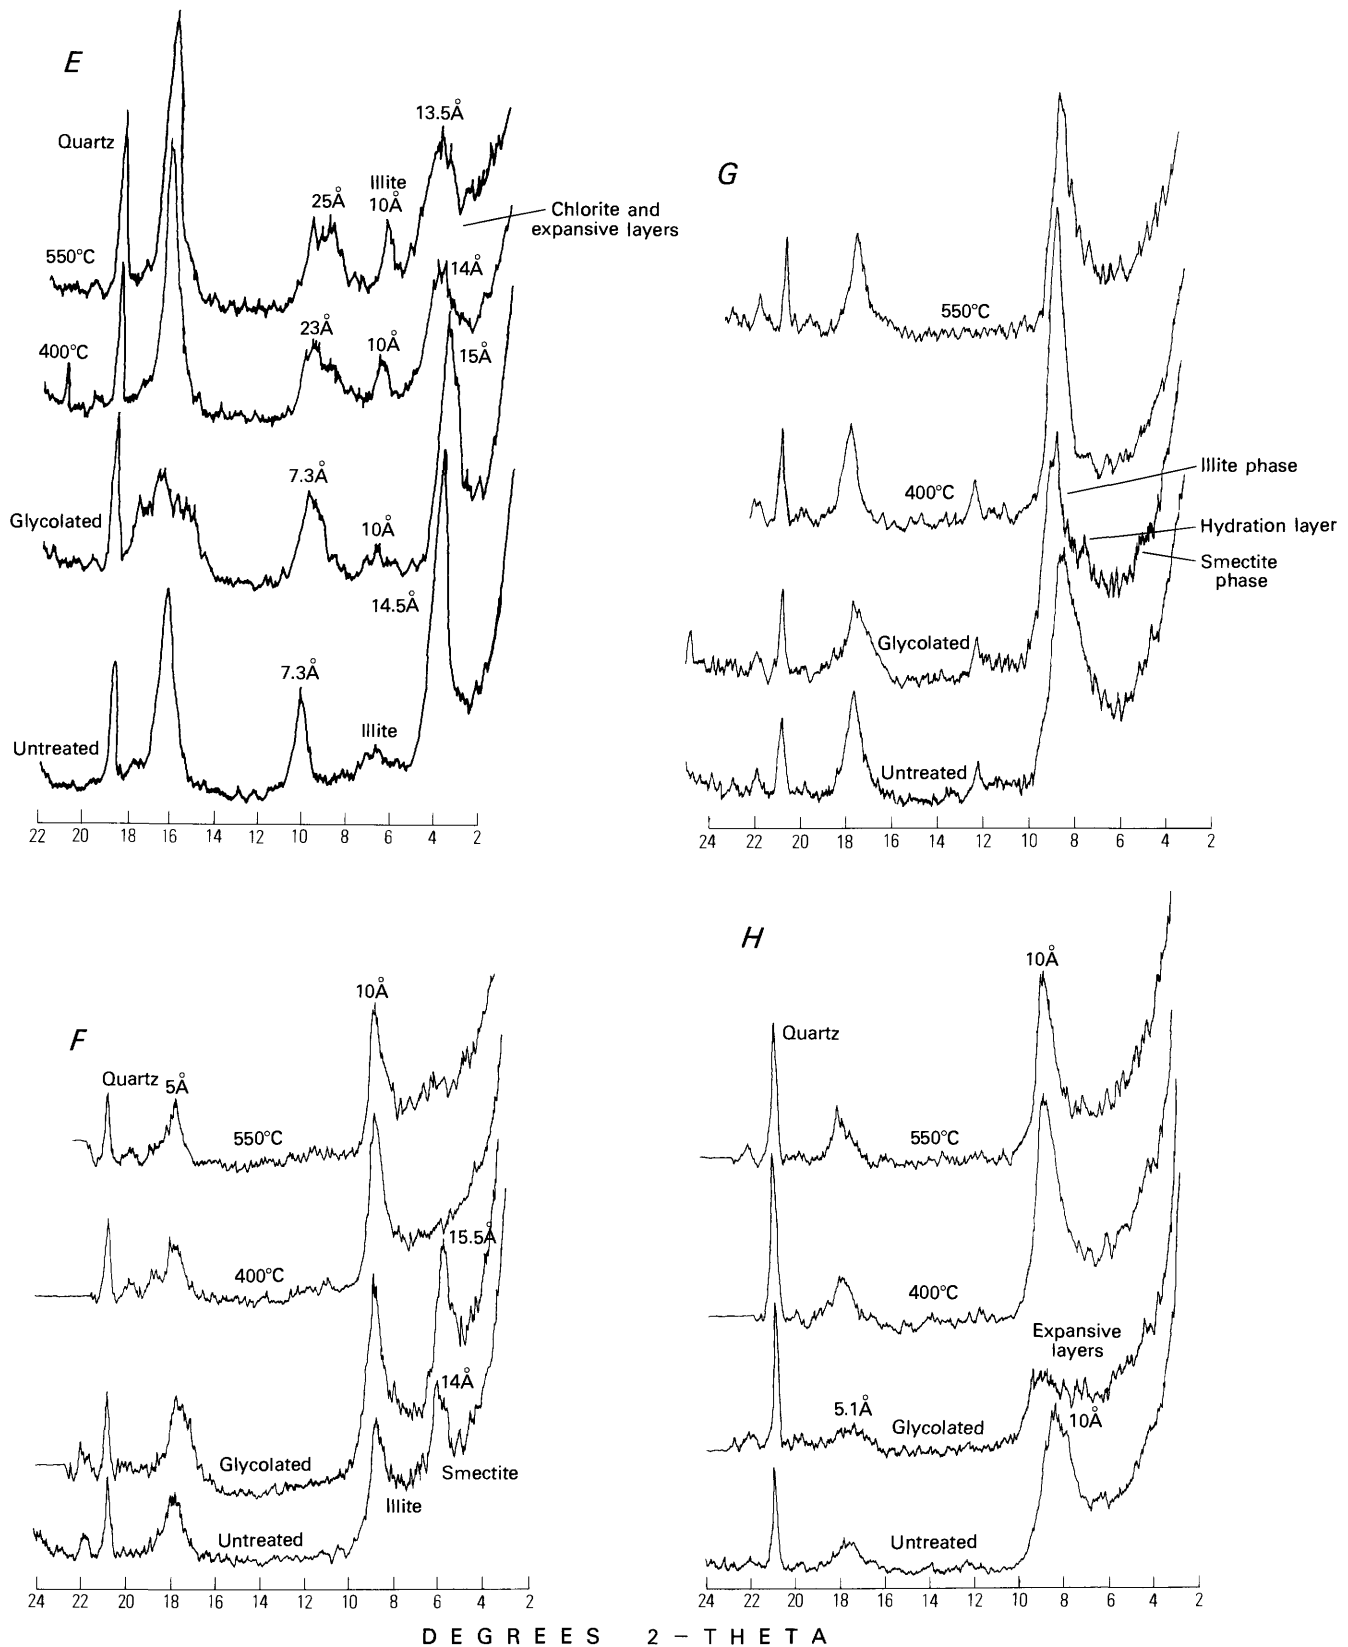 E
Quartz
13.5Å
Illite
10Å
25Å
Chlorite and
expansive layers
550°C
14Å
23Å
10Å
400°C
15Å
7.3Å
10Å
Glycolated
14.5Å
7.3Å
Illite
Untreated
22 20 18 16 14 12 10 8 6 4 2
G
550°C
400°C
Illite phase
Hydration layer
Smectite
phase
Glycolated
Untreated
24 22 20 18 16 14 12 10 8 6 4 2
F
10Å
Quartz
5Å
550°C
15.5Å
400°C
14Å
Glycolated
Smectite
Illite
Untreated
24 22 20 18 16 14 12 10 8 6 4 2
H
10Å
Quartz
550°C
400°C
Expansive
layers
5.1Å
10Å
Glycolated
Untreated
24 22 20 18 16 14 12 10 8 6 4 2
DEGREES 2–THETA